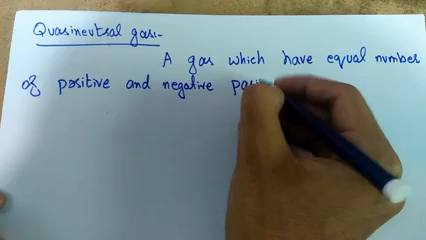 Quasineutral gas:-
A gas which have equal number
of positive and negative